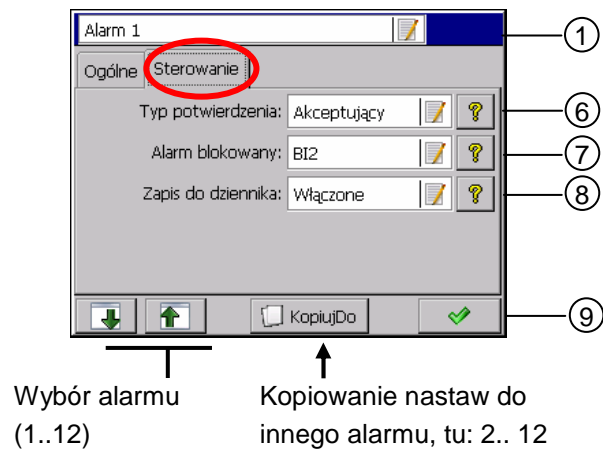 Alarm 1
1
Ogólne Sterowanie
Typ potwierdzenia: Akceptujący ? 6
Alarm blokowany: BI2 ? 7
Zapis do dziennika: Włączone ? 8
KopiujDo 9
Wybór alarmu
(1..12)
Kopiowanie nastaw do
innego alarmu, tu: 2.. 12